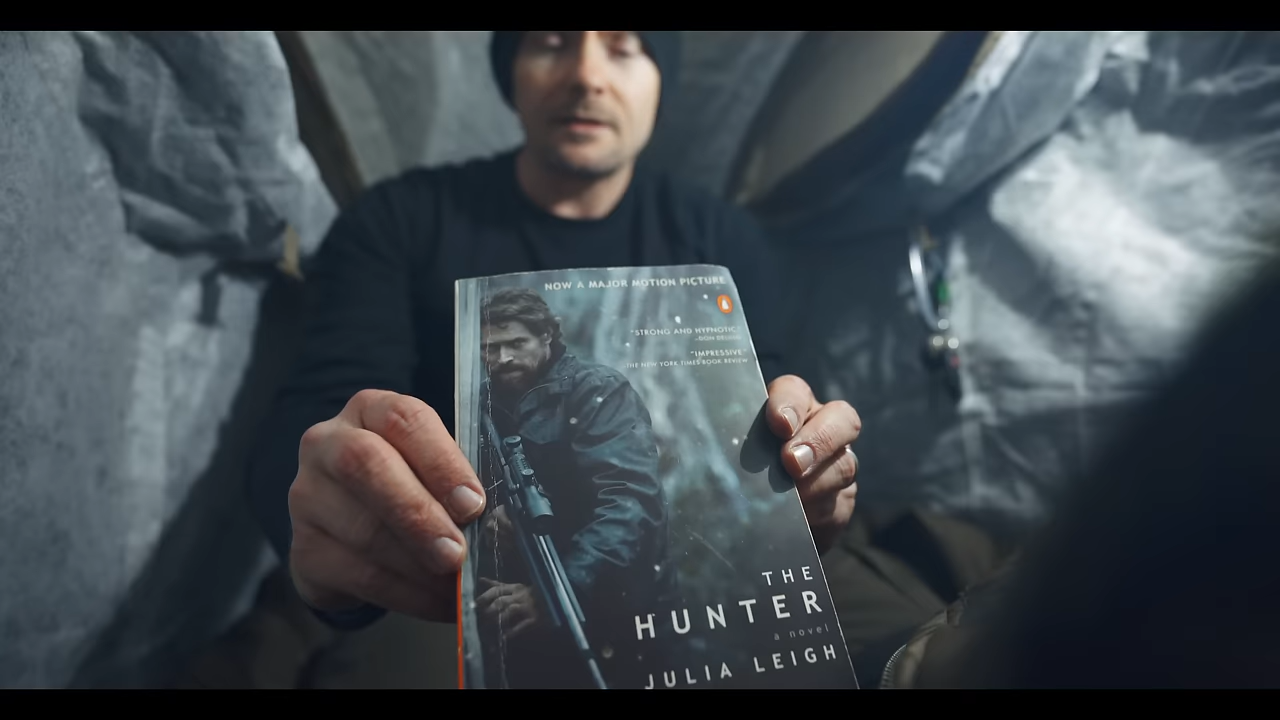 NOW A MAJOR MOTION PICTURE
"STRONG AND HYPNOTIC"
–DON DELILLO
"IMPRESSIVE"
–THE NEW YORK TIMES BOOK REVIEW
THE
HUNTER
a novel
JULIA LEIGH